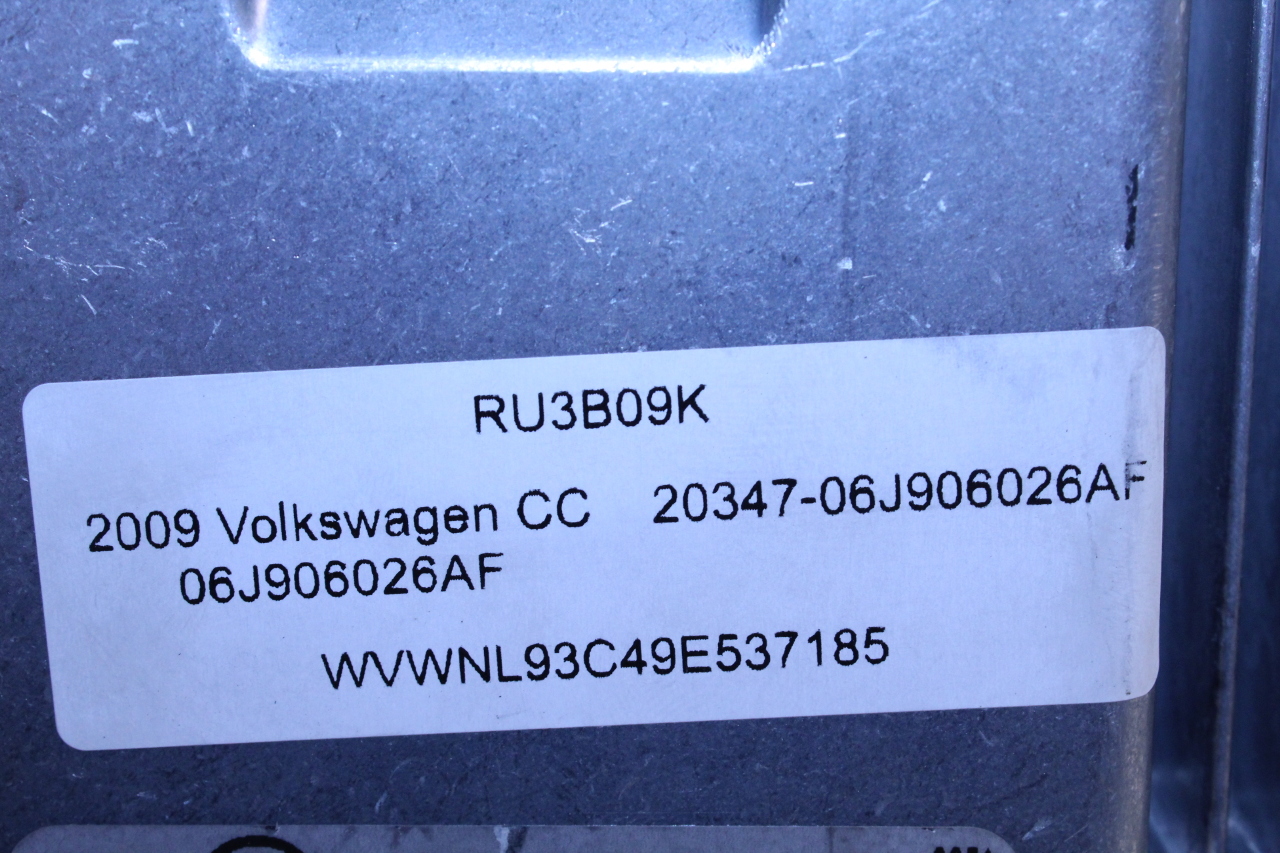 RU3B09K
2009 Volkswagen CC 20347-06J906026AF
06J906026AF
WVWNL93C49E537185